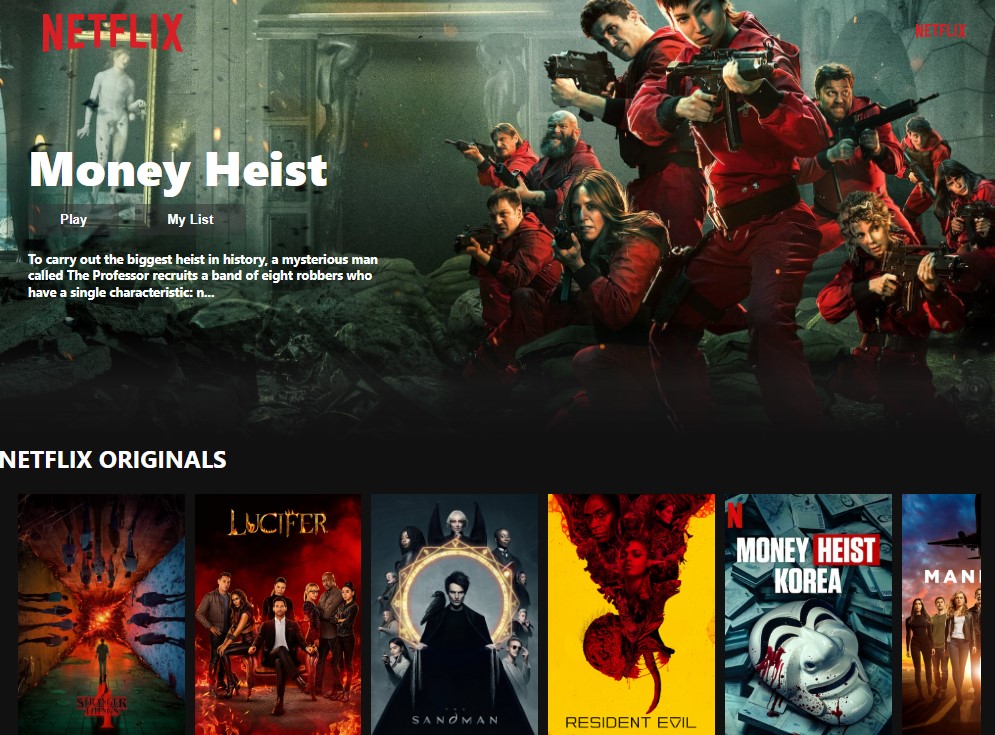 NETFLIX
NETFLIX
Money Heist
Play
My List
To carry out the biggest heist in history, a mysterious man
called The Professor recruits a band of eight robbers who
have a single characteristic: n...
NETFLIX ORIGINALS
STRANGER
THINGS
4
LUCIFER
THE
SANDMAN
RESIDENT EVIL
N
MONEY HEIST
KOREA
MANI